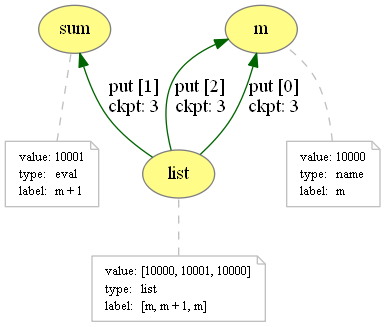 sum
m
put [1]
ckpt: 3
put [2]
ckpt: 3
put [0]
ckpt: 3
value: 10001
type: eval
label: m + 1
list
value: 10000
type: name
label: m
value: [10000, 10001, 10000]
type: list
label: [m, m + 1, m]